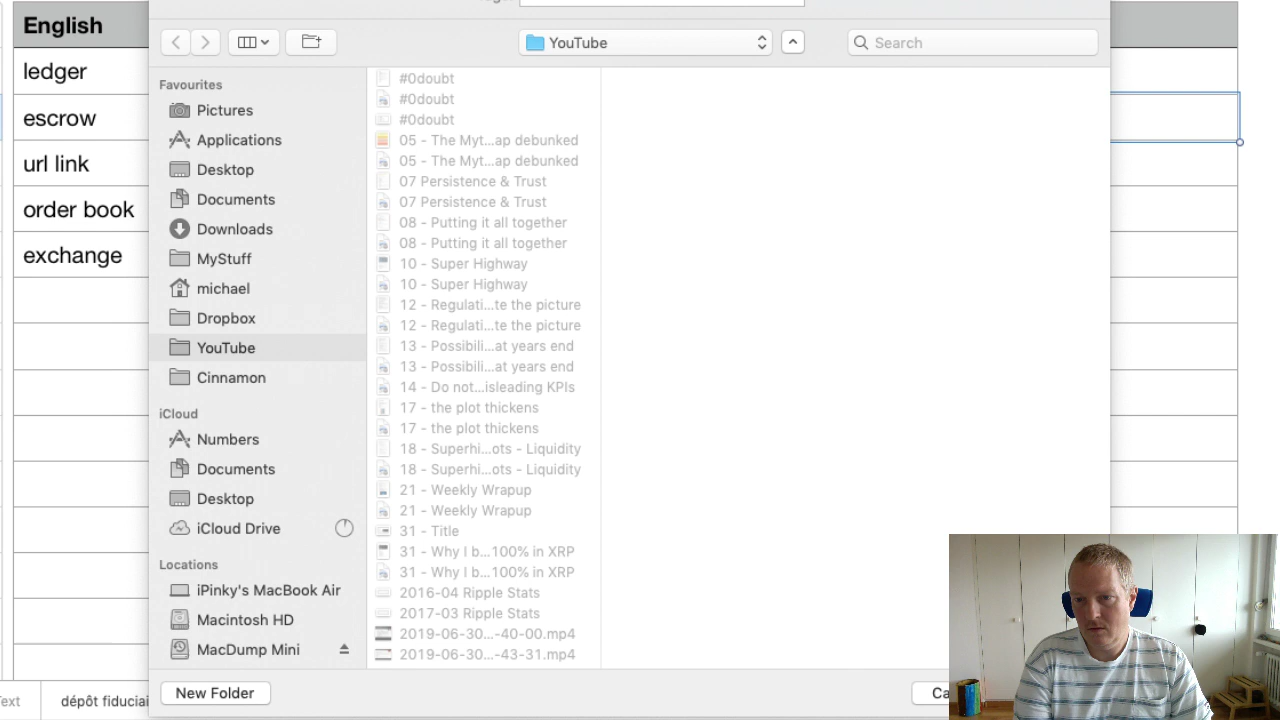 English
ledger
escrow
url link
order book
exchange
YouTube
Search
Favourites
Pictures
Applications
Desktop
Documents
Downloads
MyStuff
michael
Dropbox
YouTube
Cinnamon
iCloud
Numbers
Documents
Desktop
iCloud Drive
Locations
iPinky's MacBook Air
Macintosh HD
MacDump Mini
#0doubt
#0doubt
#0doubt
05 - The Myt...ap debunked
05 - The Myt...ap debunked
07 Persistence & Trust
07 Persistence & Trust
08 - Putting it all together
08 - Putting it all together
10 - Super Highway
10 - Super Highway
12 - Regulati...te the picture
12 - Regulati...te the picture
13 - Possibili...at years end
13 - Possibili...at years end
14 - Do not...isleading KPIs
17 - the plot thickens
17 - the plot thickens
18 - Superhi...ots - Liquidity
18 - Superhi...ots - Liquidity
21 - Weekly Wrapup
21 - Weekly Wrapup
31 - Title
31 - Why I b...100% in XRP
31 - Why I b...100% in XRP
2016-04 Ripple Stats
2017-03 Ripple Stats
2019-06-30...-40-00.mp4
2019-06-30...-43-31.mp4
New Folder
Ca
ext
dépôt fiduciai